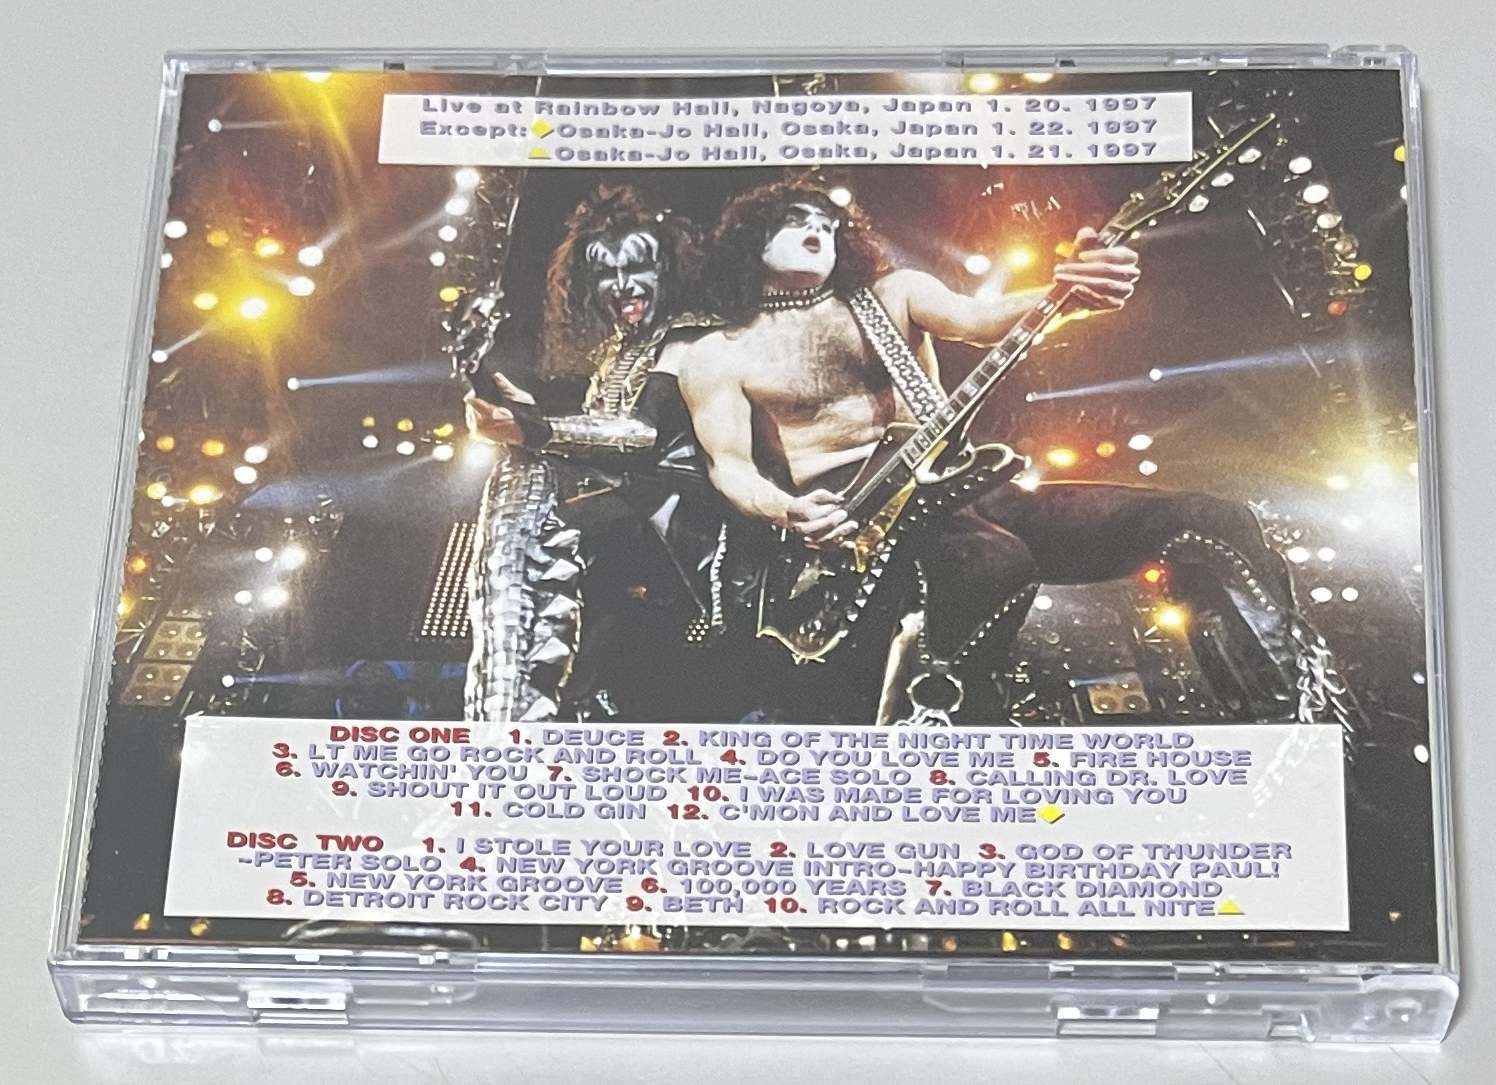 Live at Rainbow Hall, Nagoya, Japan 1. 20. 1997
Except:◆Osaka-Jo Hall, Osaka, Japan 1. 22. 1997
▲Osaka-Jo Hall, Osaka, Japan 1. 21. 1997
DISC ONE 1. DEUCE 2. KING OF THE NIGHT TIME WORLD
3. LT ME GO ROCK AND ROLL 4. DO YOU LOVE ME 5. FIRE HOUSE
6. WATCHIN' YOU 7. SHOCK ME~ACE SOLO 8. CALLING DR. LOVE
9. SHOUT IT OUT LOUD 10. I WAS MADE FOR LOVING YOU
11. COLD GIN 12. C'MON AND LOVE ME◆
DISC TWO 1. I STOLE YOUR LOVE 2. LOVE GUN 3. GOD OF THUNDER
~PETER SOLO 4. NEW YORK GROOVE INTRO~HAPPY BIRTHDAY PAUL!
5. NEW YORK GROOVE 6. 100,000 YEARS 7. BLACK DIAMOND
8. DETROIT ROCK CITY 9. BETH 10. ROCK AND ROLL ALL NITE▲